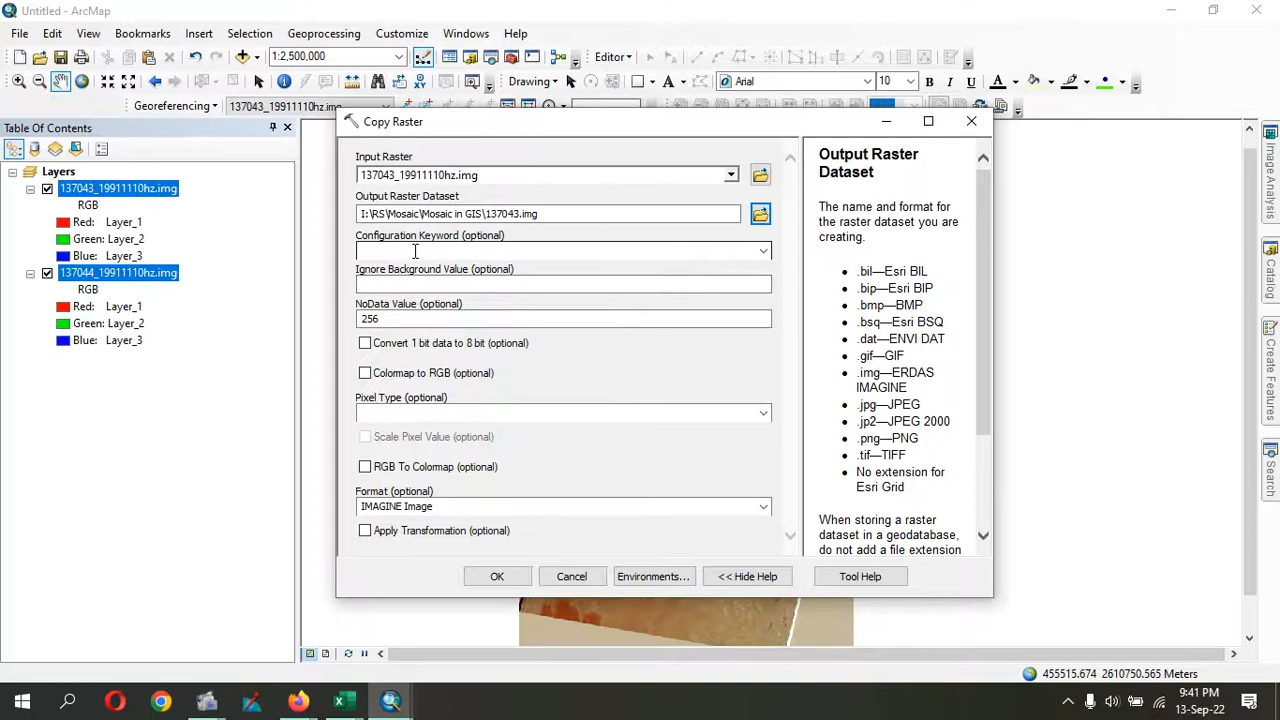 Untitled - ArcMap
File Edit View Bookmarks Insert Selection Geoprocessing Customize Windows Help
1:2,500,000 Editor
Drawing A Arial 10 B I U A
Georeferencing 137043_19911110hz.img
Table Of Contents
Layers
137043_19911110hz.img
RGB
Red: Layer_1
Green: Layer_2
Blue: Layer_3
137044_19911110hz.img
RGB
Red: Layer_1
Green: Layer_2
Blue: Layer_3
Copy Raster
Input Raster
137043_19911110hz.img
Output Raster Dataset
I:\RS\Mosaic\Mosaic in GIS\137043.img
Configuration Keyword (optional)
Ignore Background Value (optional)
NoData Value (optional)
256
Convert 1 bit data to 8 bit (optional)
Colormap to RGB (optional)
Pixel Type (optional)
Scale Pixel Value (optional)
RGB To Colormap (optional)
Format (optional)
IMAGINE Image
Apply Transformation (optional)
OK Cancel Environments... << Hide Help Tool Help
Output Raster
Dataset
The name and format for
the raster dataset you are
creating.
• .bil—Esri BIL
• .bip—Esri BIP
• .bmp—BMP
• .bsq—Esri BSQ
• .dat—ENVI DAT
• .gif—GIF
• .img—ERDAS
IMAGINE
• .jpg—JPEG
• .jp2—JPEG 2000
• .png—PNG
• .tif—TIFF
• No extension for
Esri Grid
When storing a raster
dataset in a geodatabase,
do not add a file extension
Image Analysis
Catalog
Create Features
Search
455515.674 2610750.565 Meters
9:41 PM
13-Sep-22